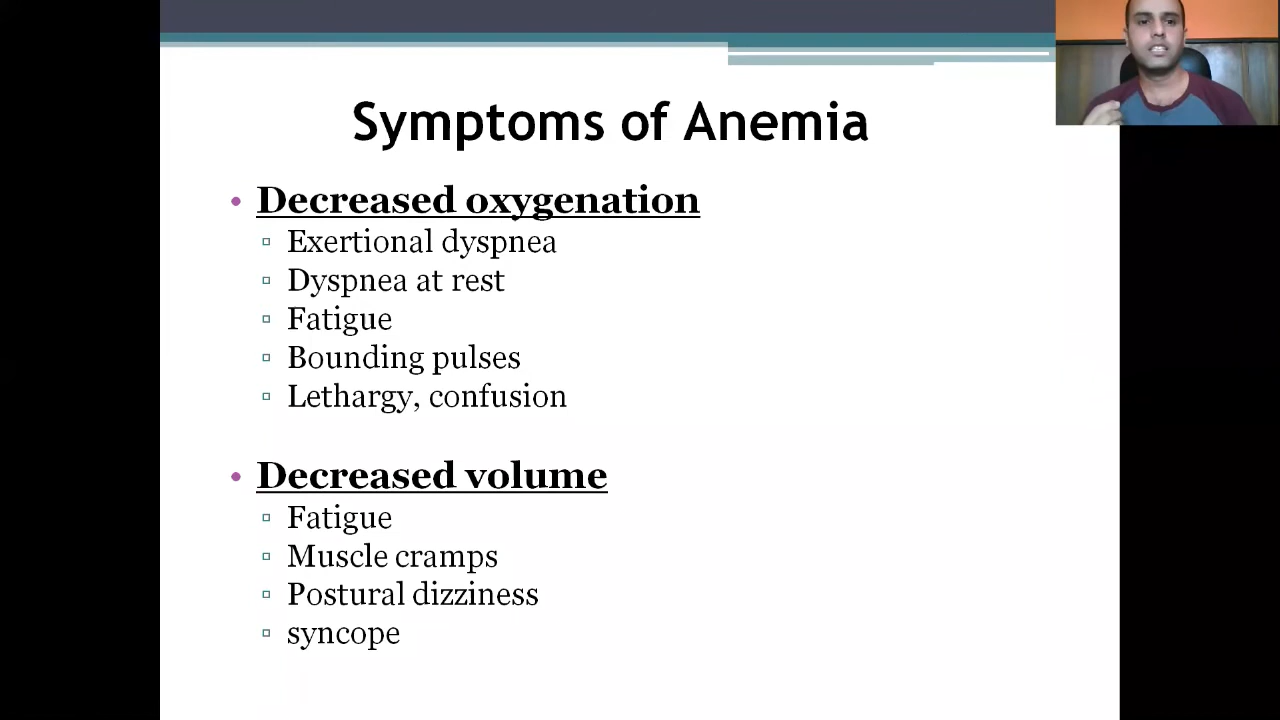 Symptoms of Anemia
• Decreased oxygenation
▫ Exertional dyspnea
▫ Dyspnea at rest
▫ Fatigue
▫ Bounding pulses
▫ Lethargy, confusion
• Decreased volume
▫ Fatigue
▫ Muscle cramps
▫ Postural dizziness
▫ syncope